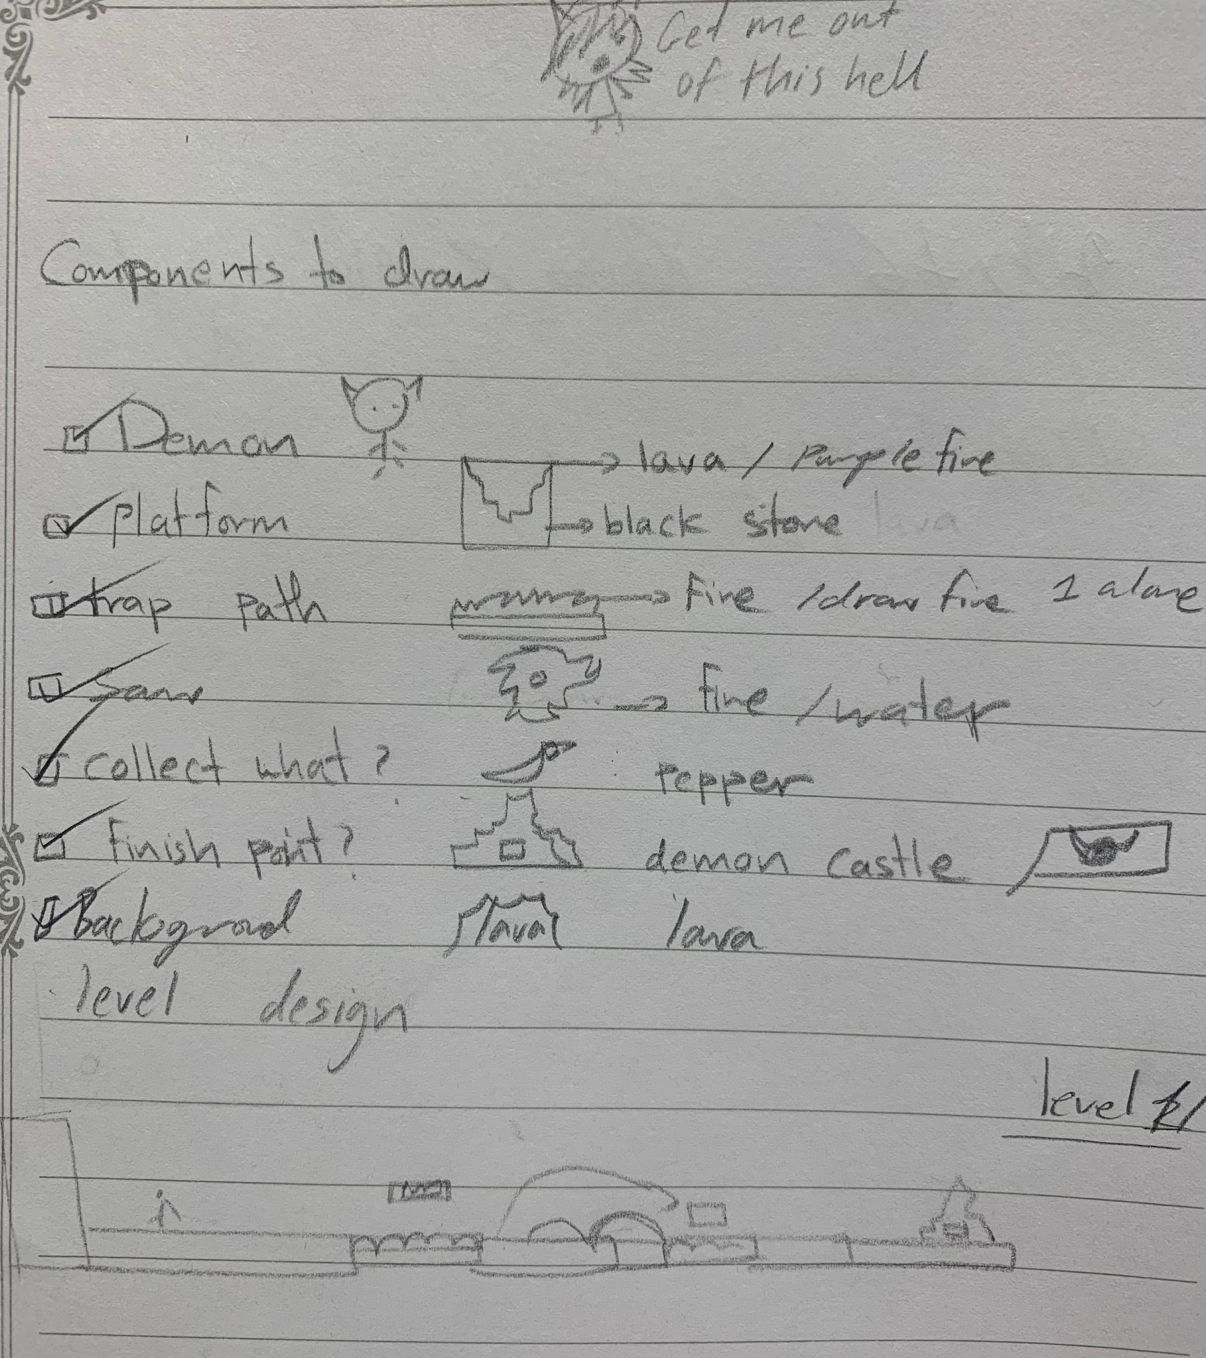 Get me out
of this hell
Components to draw
Demon
lava / Purple fire
platform
black stone lava
trap path
Fire / draw fire 1 alone
Saw
fire / water
collect what?
Pepper
finish point?
demon castle
Background
lava
lava
level design
level